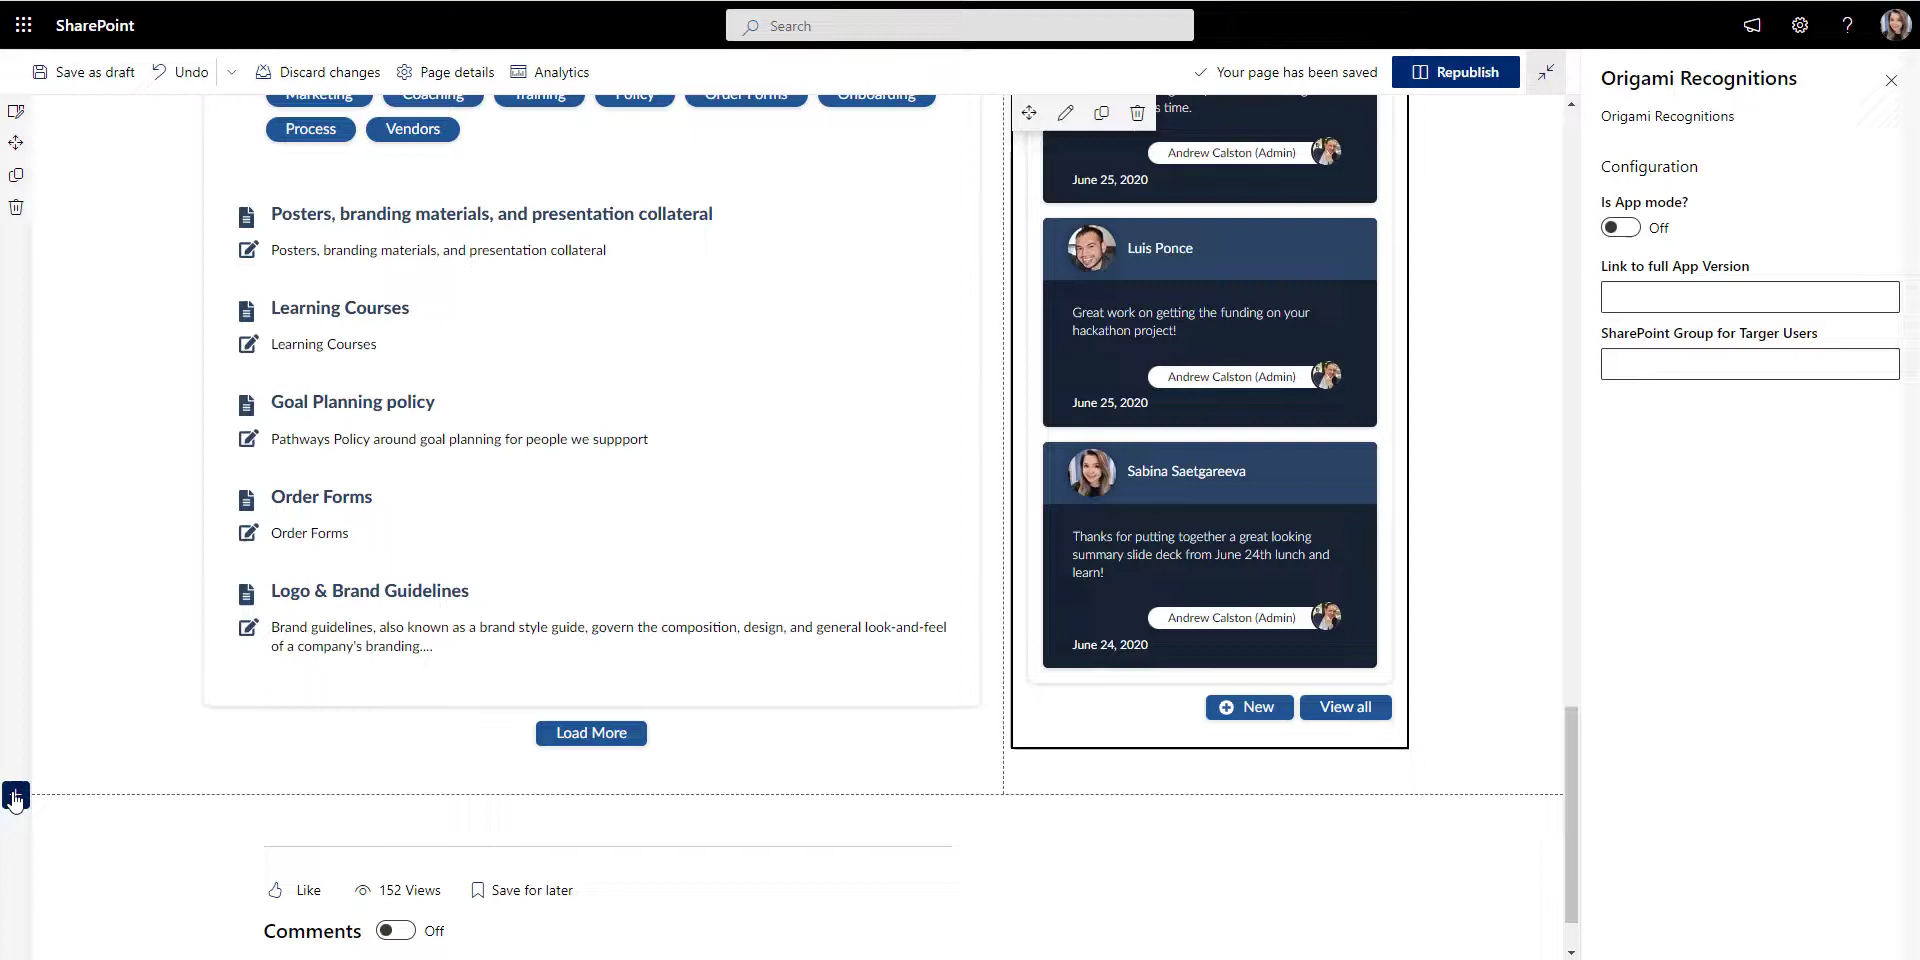 SharePoint
Search
Save as draft
Undo
Discard changes
Page details
Analytics
Your page has been saved
Republish
Marketing
Coaching
Training
Policy
Order Forms
Onboarding
Process
Vendors
Posters, branding materials, and presentation collateral
Posters, branding materials, and presentation collateral
Learning Courses
Learning Courses
Goal Planning policy
Pathways Policy around goal planning for people we suppport
Order Forms
Order Forms
Logo & Brand Guidelines
Brand guidelines, also known as a brand style guide, govern the composition, design, and general look-and-feel
of a company's branding....
Load More
s time.
Andrew Calston (Admin)
June 25, 2020
Luis Ponce
Great work on getting the funding on your
hackathon project!
Andrew Calston (Admin)
June 25, 2020
Sabina Saetgareeva
Thanks for putting together a great looking
summary slide deck from June 24th lunch and
learn!
Andrew Calston (Admin)
June 24, 2020
New
View all
Like
152 Views
Save for later
Comments
Off
Origami Recognitions
Origami Recognitions
Configuration
Is App mode?
Off
Link to full App Version
SharePoint Group for Targer Users